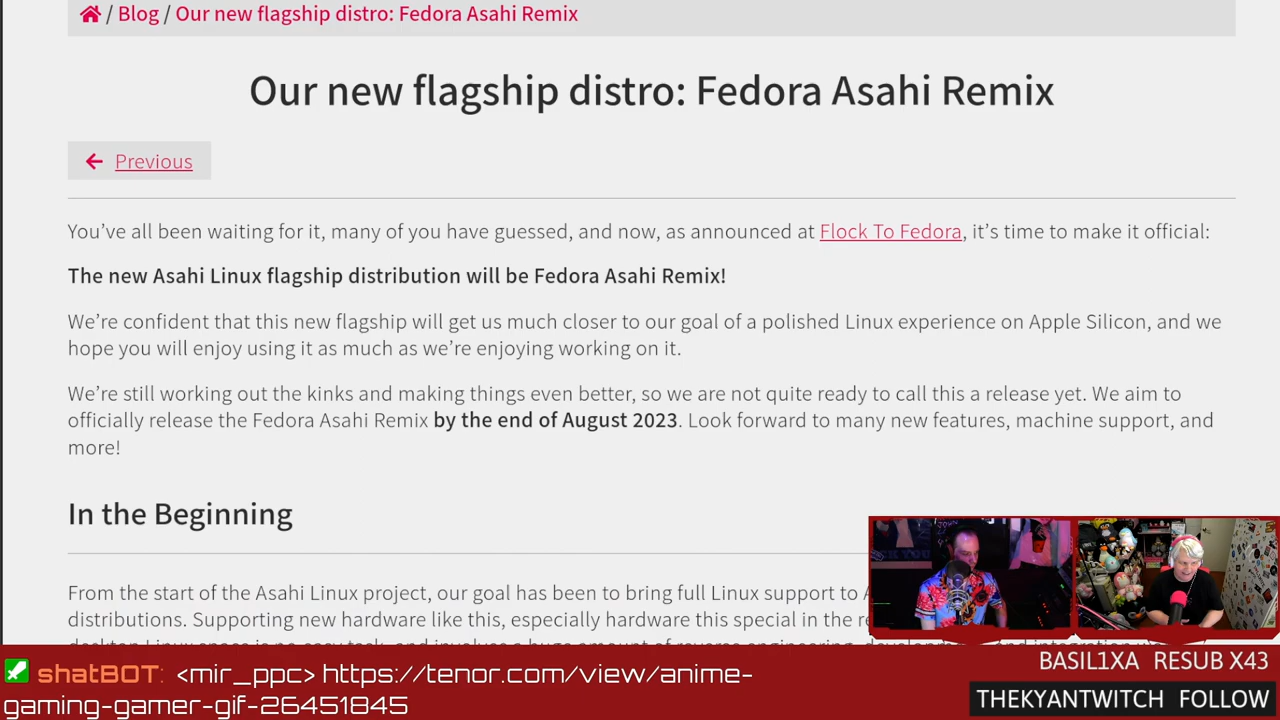 / Blog / Our new flagship distro: Fedora Asahi Remix
Our new flagship distro: Fedora Asahi Remix
Previous
You’ve all been waiting for it, many of you have guessed, and now, as announced at Flock To Fedora, it’s time to make it official:
The new Asahi Linux flagship distribution will be Fedora Asahi Remix!
We’re confident that this new flagship will get us much closer to our goal of a polished Linux experience on Apple Silicon, and we
hope you will enjoy using it as much as we’re enjoying working on it.
We’re still working out the kinks and making things even better, so we are not quite ready to call this a release yet. We aim to
officially release the Fedora Asahi Remix by the end of August 2023. Look forward to many new features, machine support, and
more!
In the Beginning
From the start of the Asahi Linux project, our goal has been to bring full Linux support to
distributions. Supporting new hardware like this, especially hardware this special in the
shatBOT: <mir_ppc> https://tenor.com/view/anime-
gaming-gamer-gif-26451845
BASIL1XA RESUB X43
THEKYANTWITCH FOLLOW